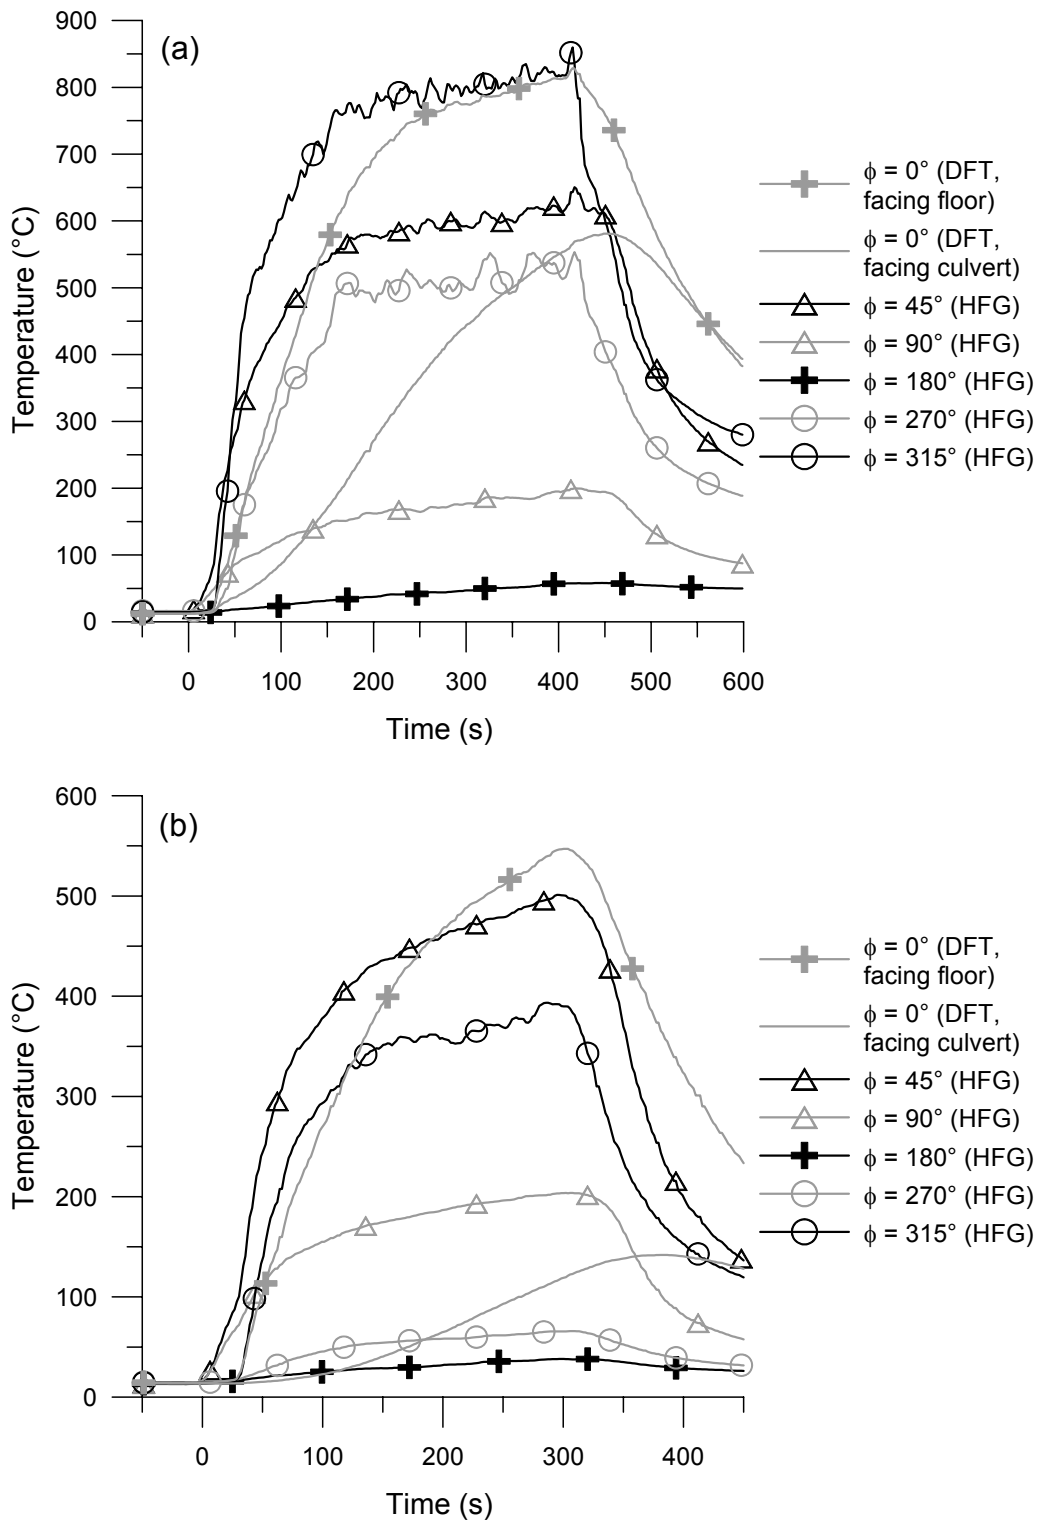 (a)
900
800
700
600
500
400
300
200
100
0
Temperature (°C)
0 100 200 300 400 500 600
Time (s)
ϕ = 0° (DFT,
facing floor)
ϕ = 0° (DFT,
facing culvert)
ϕ = 45° (HFG)
ϕ = 90° (HFG)
ϕ = 180° (HFG)
ϕ = 270° (HFG)
ϕ = 315° (HFG)
(b)
600
500
400
300
200
100
0
Temperature (°C)
0 100 200 300 400
Time (s)
ϕ = 0° (DFT,
facing floor)
ϕ = 0° (DFT,
facing culvert)
ϕ = 45° (HFG)
ϕ = 90° (HFG)
ϕ = 180° (HFG)
ϕ = 270° (HFG)
ϕ = 315° (HFG)